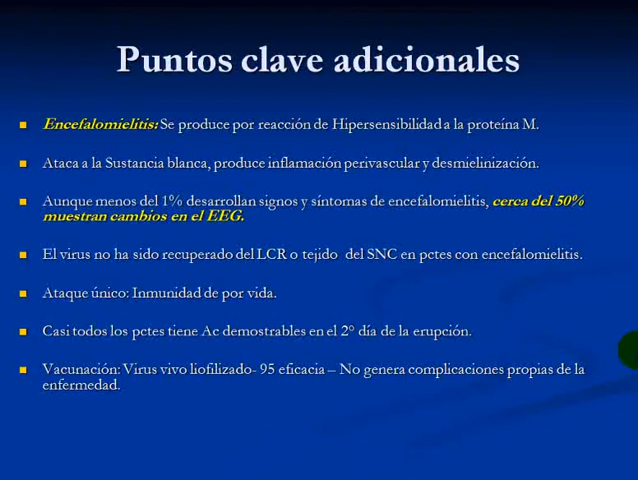 Puntos clave adicionales
Encefalomielitis: Se produce por reacción de Hipersensibilidad a la proteína M.
Ataca a la Sustancia blanca, produce inflamación perivascular y desmielinización.
Aunque menos del 1% desarrollan signos y síntomas de encefalomielitis, cerca del 50%
muestran cambios en el EEG.
El virus no ha sido recuperado del LCR o tejido del SNC en pctes con encefalomielitis.
Ataque único: Inmunidad de por vida.
Casi todos los pctes tiene Ac demostrables en el 2° día de la erupción.
Vacunación: Virus vivo liofilizado- 95 eficacia – No genera complicaciones propias de la
enfermedad.